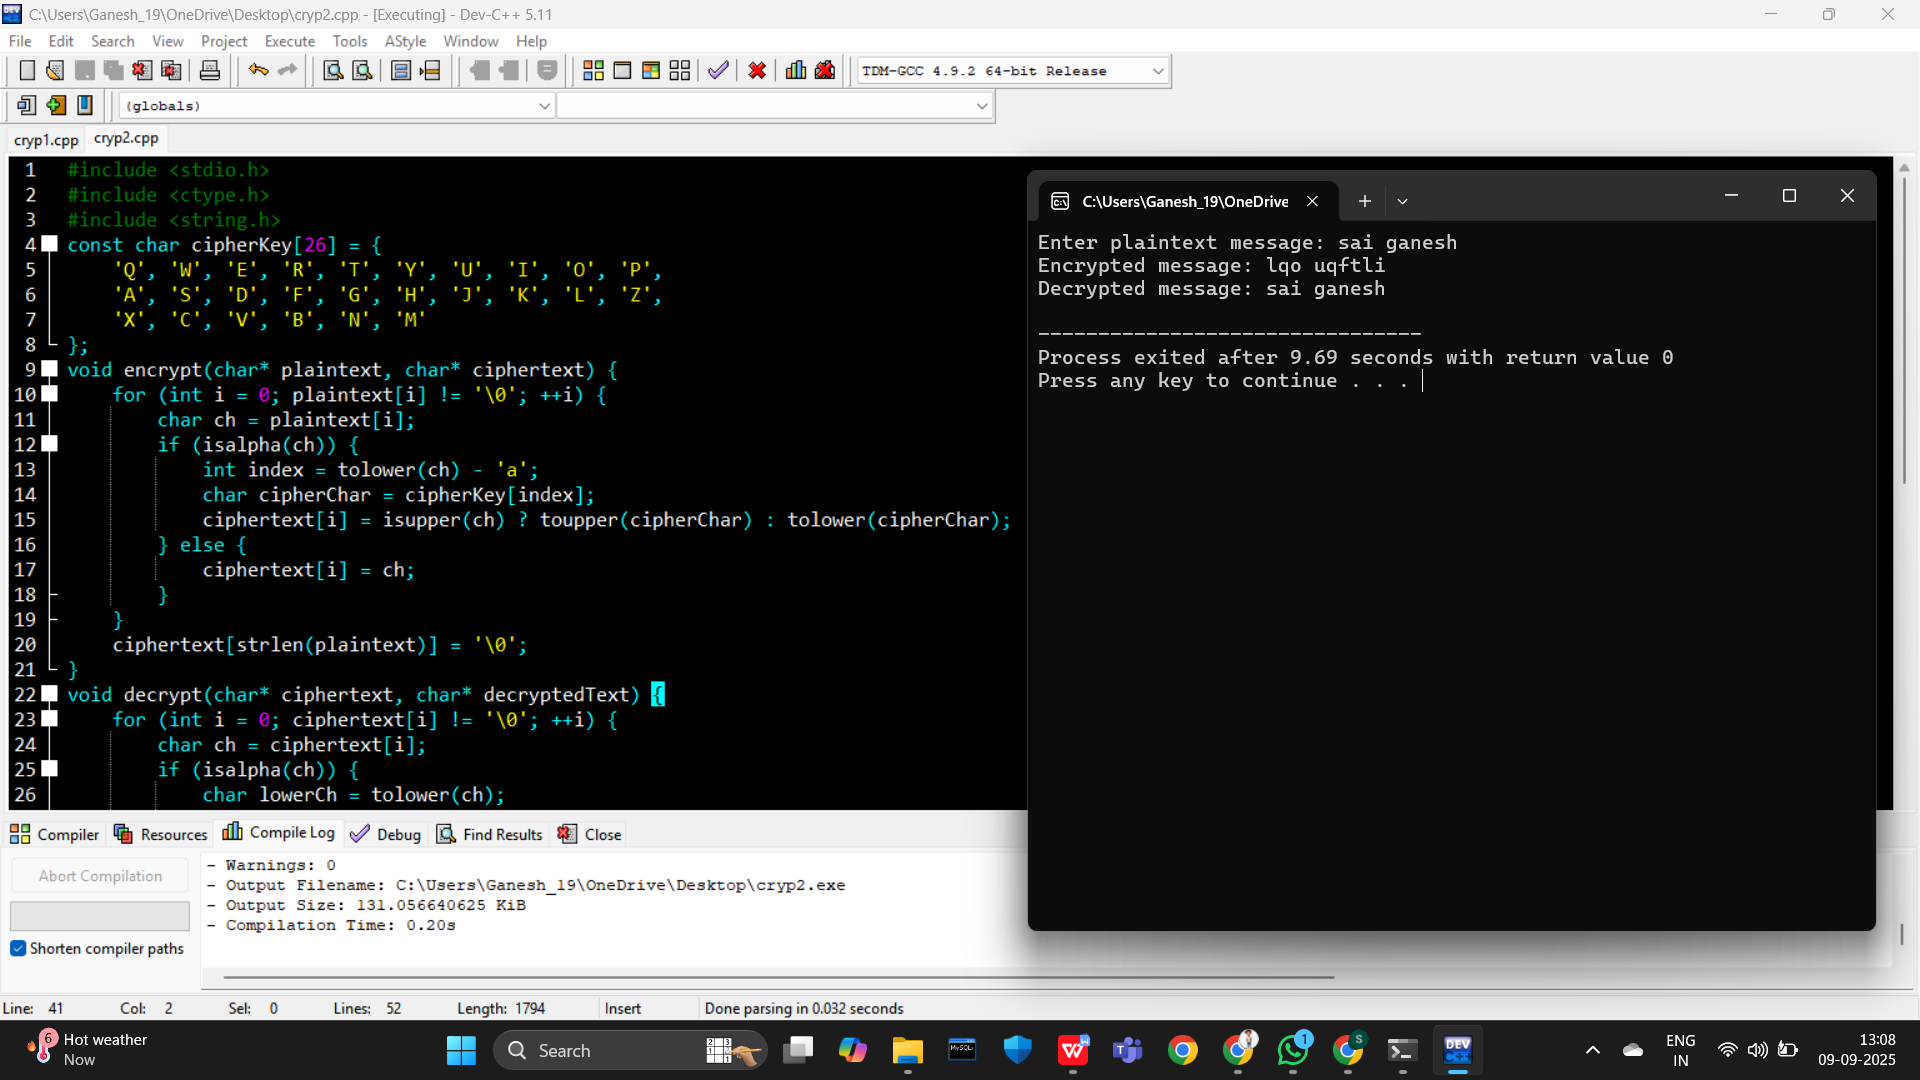 C:\Users\Ganesh_19\OneDrive\Desktop\cryp2.cpp - [Executing] - Dev-C++ 5.11
File Edit Search View Project Execute Tools AStyle Window Help
TDM-GCC 4.9.2 64-bit Release
(globals)
cryp1.cpp cryp2.cpp
1 #include <stdio.h>
2 #include <ctype.h>
3 #include <string.h>
4 const char cipherKey[26] = {
5 'Q', 'W', 'E', 'R', 'T', 'Y', 'U', 'I', 'O', 'P',
6 'A', 'S', 'D', 'F', 'G', 'H', 'J', 'K', 'L', 'Z',
7 'X', 'C', 'V', 'B', 'N', 'M'
8 };
9 void encrypt(char* plaintext, char* ciphertext) {
10 for (int i = 0; plaintext[i] != '\0'; ++i) {
11 char ch = plaintext[i];
12 if (isalpha(ch)) {
13 int index = tolower(ch) - 'a';
14 char cipherChar = cipherKey[index];
15 ciphertext[i] = isupper(ch) ? toupper(cipherChar) : tolower(cipherChar);
16 } else {
17 ciphertext[i] = ch;
18 }
19 }
20 ciphertext[strlen(plaintext)] = '\0';
21 }
22 void decrypt(char* ciphertext, char* decryptedText) {
23 for (int i = 0; ciphertext[i] != '\0'; ++i) {
24 char ch = ciphertext[i];
25 if (isalpha(ch)) {
26 char lowerCh = tolower(ch);
C:\Users\Ganesh_19\OneDrive
Enter plaintext message: sai ganesh
Encrypted message: lqo uqftli
Decrypted message: sai ganesh
--------------------------------
Process exited after 9.69 seconds with return value 0
Press any key to continue . . .
Compiler Resources Compile Log Debug Find Results Close
Abort Compilation
Shorten compiler paths
- Warnings: 0
- Output Filename: C:\Users\Ganesh_19\OneDrive\Desktop\cryp2.exe
- Output Size: 131.056640625 KiB
- Compilation Time: 0.20s
Line: 41 Col: 2 Sel: 0 Lines: 52 Length: 1794 Insert Done parsing in 0.032 seconds
6
Hot weather
Now
Search
MySQL
1
S
DEV
C++
ENG
IN
13:08
09-09-2025